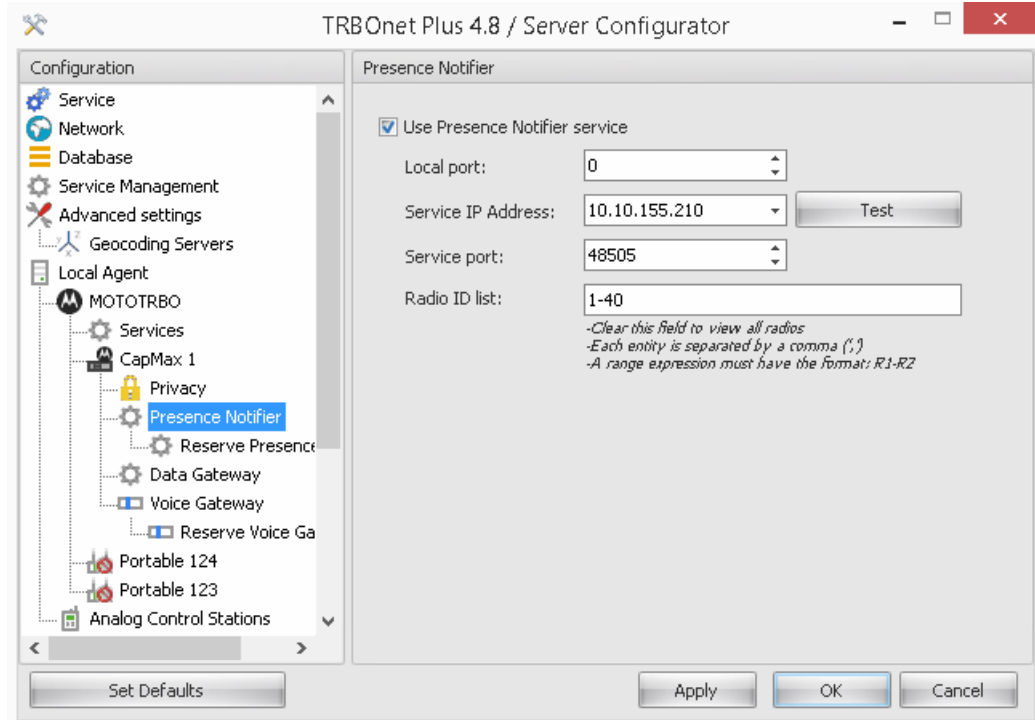 TRBOnet Plus 4.8 / Server Configurator
Configuration
Service
Network
Database
Service Management
Advanced settings
Geocoding Servers
Local Agent
MOTOTRBO
Services
CapMax 1
Privacy
Presence Notifier
Reserve Presence
Data Gateway
Voice Gateway
Reserve Voice Ga
Portable 124
Portable 123
Analog Control Stations
Presence Notifier
Use Presence Notifier service
Local port: 0
Service IP Address: 10.10.155.210 Test
Service port: 48505
Radio ID list: 1-40
-Clear this field to view all radios
-Each entity is separated by a comma (',')
-A range expression must have the format: R1-R2
Set Defaults Apply OK Cancel